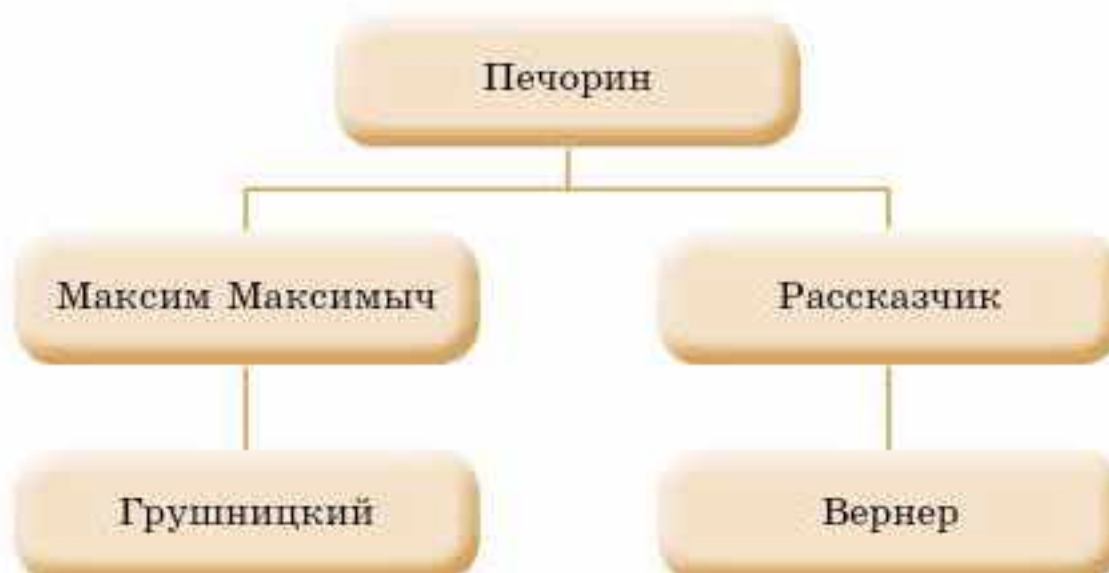 Печорин
Максим Максимыч
Рассказчик
Грушницкий
Вернер